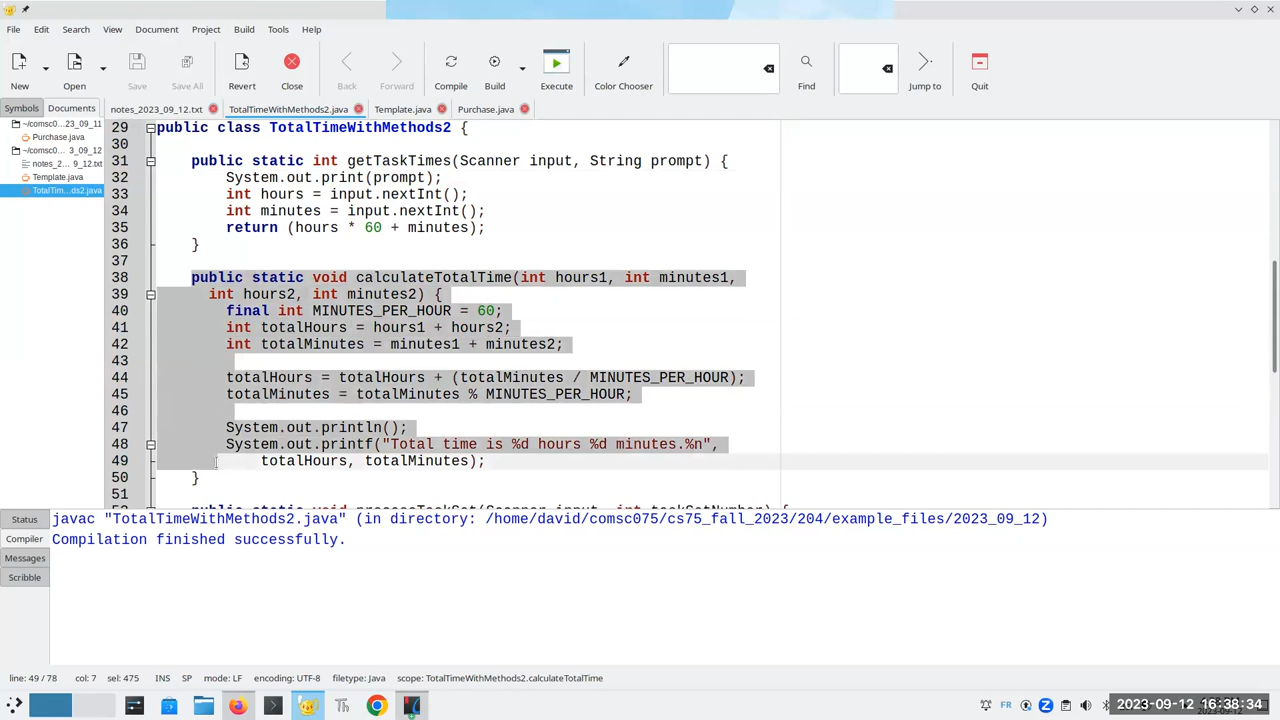 File Edit Search View Document Project Build Tools Help
New Open Save Save All Revert Close Back Forward Compile Build Execute Color Chooser Find Jump to Quit
Symbols Documents notes_2023_09_12.txt TotalTimeWithMethods2.java Template.java Purchase.java
~/comsc0...23_09_11
Purchase.java
~/comsc0... 3_09_12
notes_2... 9_12.txt
Template.java
TotalTim...ds2.java
29 public class TotalTimeWithMethods2 {
30
31 public static int getTaskTimes(Scanner input, String prompt) {
32 System.out.print(prompt);
33 int hours = input.nextInt();
34 int minutes = input.nextInt();
35 return (hours * 60 + minutes);
36 }
37
38 public static void calculateTotalTime(int hours1, int minutes1,
39 int hours2, int minutes2) {
40 final int MINUTES_PER_HOUR = 60;
41 int totalHours = hours1 + hours2;
42 int totalMinutes = minutes1 + minutes2;
43
44 totalHours = totalHours + (totalMinutes / MINUTES_PER_HOUR);
45 totalMinutes = totalMinutes % MINUTES_PER_HOUR;
46
47 System.out.println();
48 System.out.printf("Total time is %d hours %d minutes.%n",
49 totalHours, totalMinutes);
50 }
51
public static void processTaskSet(Scanner input, int taskSetNumber) {
Status
Compiler
Messages
Scribble
javac "TotalTimeWithMethods2.java" (in directory: /home/david/comsc075/cs75_fall_2023/204/example_files/2023_09_12)
Compilation finished successfully.
line: 49 / 78 col: 7 sel: 475 INS SP mode: LF encoding: UTF-8 filetype: Java scope: TotalTimeWithMethods2.calculateTotalTime
FR 2023-09-12 16:38:34